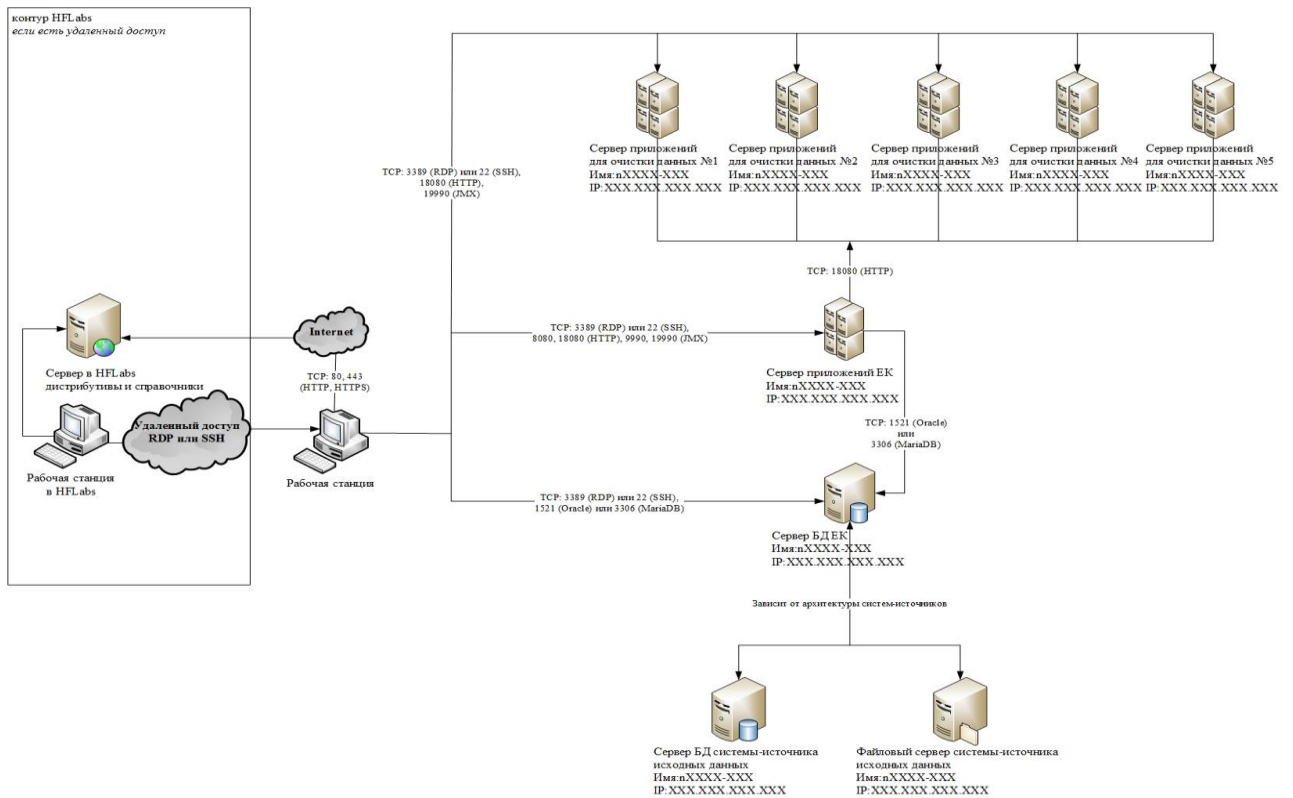 контур HFLabs
если есть удаленный доступ
Сервер приложений
для очистки данных №1
Имя:nXXXX-XXX
IP:XXX.XXX.XXX.XXX
Сервер приложений
для очистки данных №2
Имя:nXXXX-XXX
IP:XXX.XXX.XXX.XXX
Сервер приложений
для очистки данных №3
Имя:nXXXX-XXX
IP:XXX.XXX.XXX.XXX
Сервер приложений
для очистки данных №4
Имя:nXXXX-XXX
IP:XXX.XXX.XXX.XXX
Сервер приложений
для очистки данных №5
Имя:nXXXX-XXX
IP:XXX.XXX.XXX.XXX
TCP: 3389 (RDP) или 22 (SSH),
18080 (HTTP),
19990 (JMX)
TCP: 18080 (HTTP)
Internet
TCP: 3389 (RDP) или 22 (SSH),
8080, 18080 (HTTP), 9990, 19990 (JMX)
Сервер в HFLabs
дистрибутивы и справочники
TCP: 80, 443
(HTTP, HTTPS)
Сервер приложений ЕК
Имя:nXXXX-XXX
IP:XXX.XXX.XXX.XXX
Удаленный доступ
RDP или SSH
TCP: 1521 (Oracle)
или
3306 (MariaDB)
Рабочая станция
в HFLabs
Рабочая станция
TCP: 3389 (RDP) или 22 (SSH),
1521 (Oracle) или 3306 (MariaDB)
Сервер БД ЕК
Имя:nXXXX-XXX
IP:XXX.XXX.XXX.XXX
Зависит от архитектуры систем-источников
Сервер БД системы-источника
исходных данных
Имя:nXXXX-XXX
IP:XXX.XXX.XXX.XXX
Файловый сервер системы-источника
исходных данных
Имя:nXXXX-XXX
IP:XXX.XXX.XXX.XXX